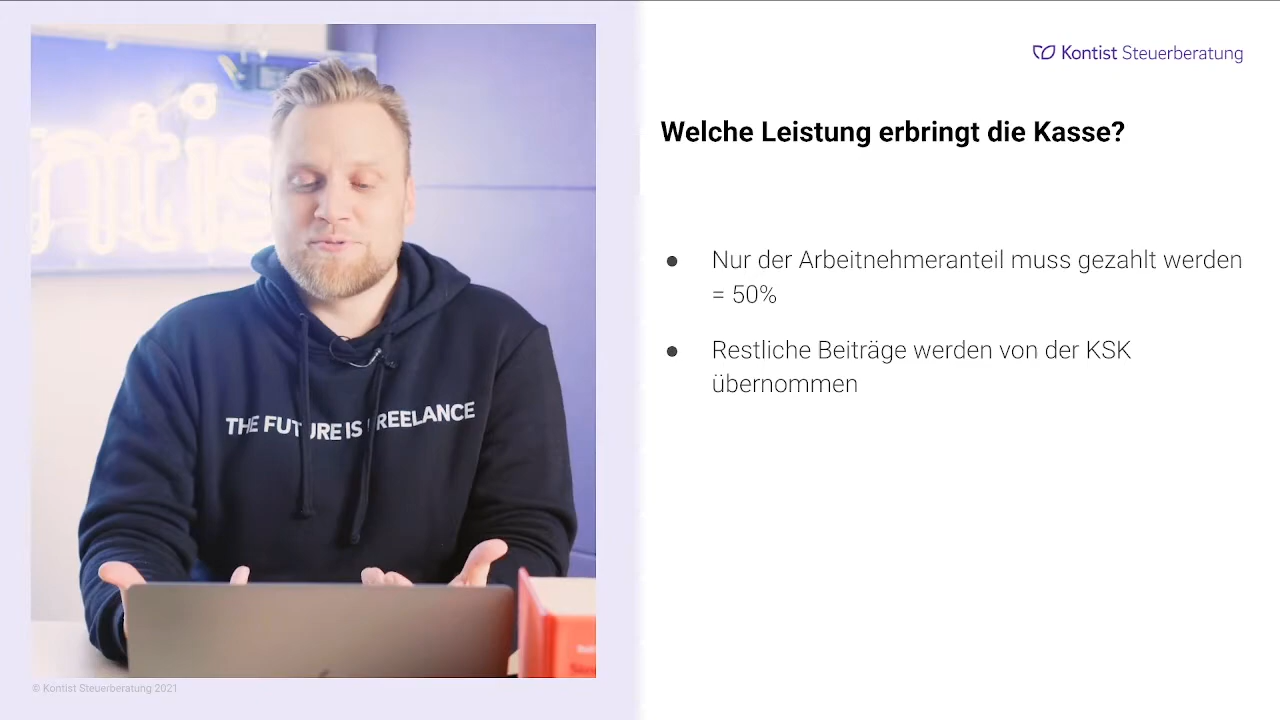 Kontist Steuerberatung
Welche Leistung erbringt die Kasse?
● Nur der Arbeitnehmeranteil muss gezahlt werden
= 50%
● Restliche Beiträge werden von der KSK
übernommen
THE FUTURE IS FREELANCE
© Kontist Steuerberatung 2021